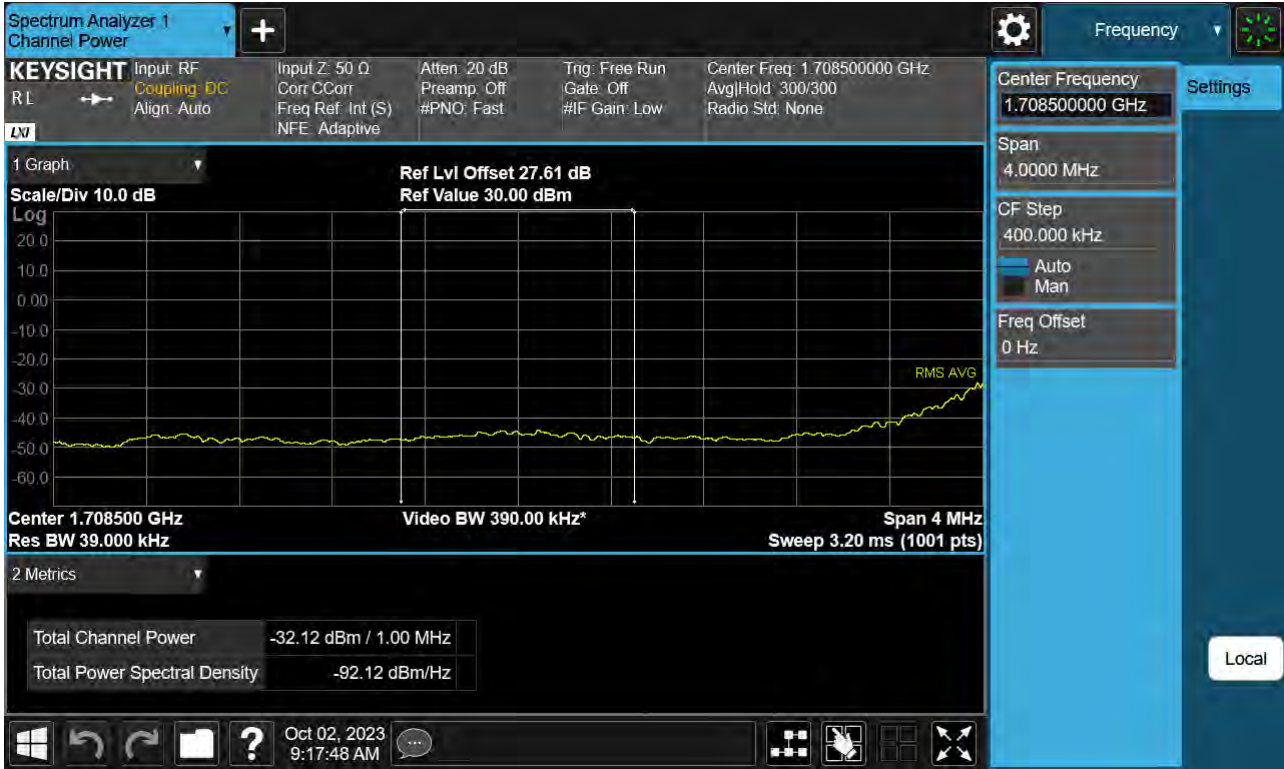 Spectrum Analyzer 1
Channel Power
Frequency
KEYSIGHT
R L
LXI
Input: RF
Coupling: DC
Align: Auto
Input Z: 50 Ω
Corr CCorr
Freq Ref: Int (S)
NFE: Adaptive
Atten: 20 dB
Preamp: Off
#PNO: Fast
Trig: Free Run
Gate: Off
#IF Gain: Low
Center Freq: 1.708500000 GHz
Avg|Hold: 300/300
Radio Std: None
1 Graph
Scale/Div 10.0 dB
Ref Lvl Offset 27.61 dB
Ref Value 30.00 dBm
Log
20.0
10.0
0.00
-10.0
-20.0
-30.0
-40.0
-50.0
-60.0
RMS AVG
Center 1.708500 GHz
Video BW 390.00 kHz*
Span 4 MHz
Res BW 39.000 kHz
Sweep 3.20 ms (1001 pts)
2 Metrics
Total Channel Power -32.12 dBm / 1.00 MHz
Total Power Spectral Density -92.12 dBm/Hz
Oct 02, 2023
9:17:48 AM
Center Frequency
1.708500000 GHz
Span
4.0000 MHz
CF Step
400.000 kHz
Auto
Man
Freq Offset
0 Hz
Settings
Local